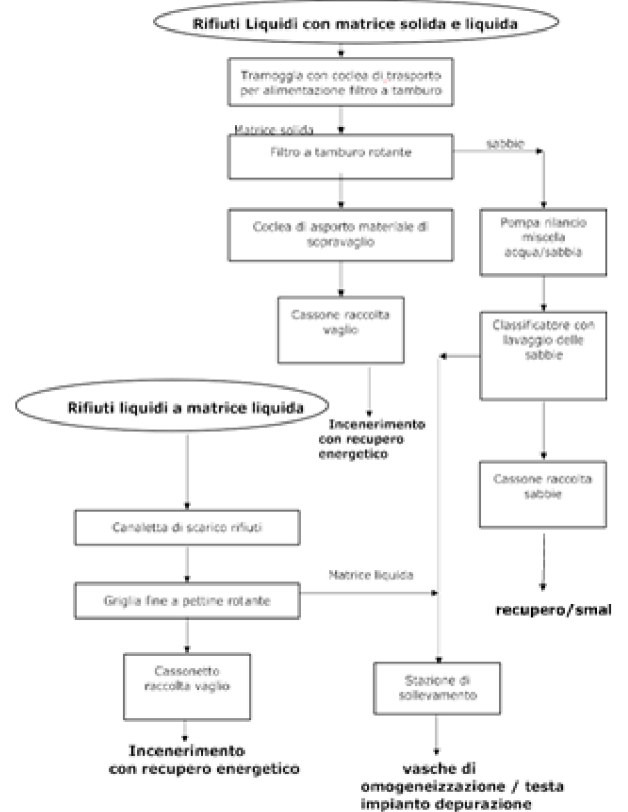 Rifiuti Liquidi con matrice solida e liquida
Tramoggia con coclea di trasporto
per alimentazione filtro a tamburo
Matrice solida
Filtro a tamburo rotante
sabbie
Coclea di asporto materiale di
sopravaglio
Pompa rilancio
miscela
acqua/sabbia
Cassone raccolta
vaglio
Classificatore con
lavaggio delle
sabbie
Rifiuti liquidi a matrice liquida
Incenerimento
con recupero
energetico
Cassone raccolta
sabbie
Canaletta di scarico rifiuti
Matrice liquida
Griglia fine a pettine rotante
recupero/smal
Cassonetto
raccolta vaglio
Stazione di
sollevamento
Incenerimento
con recupero energetico
vasche di
omogeneizzazione / testa
impianto depurazione